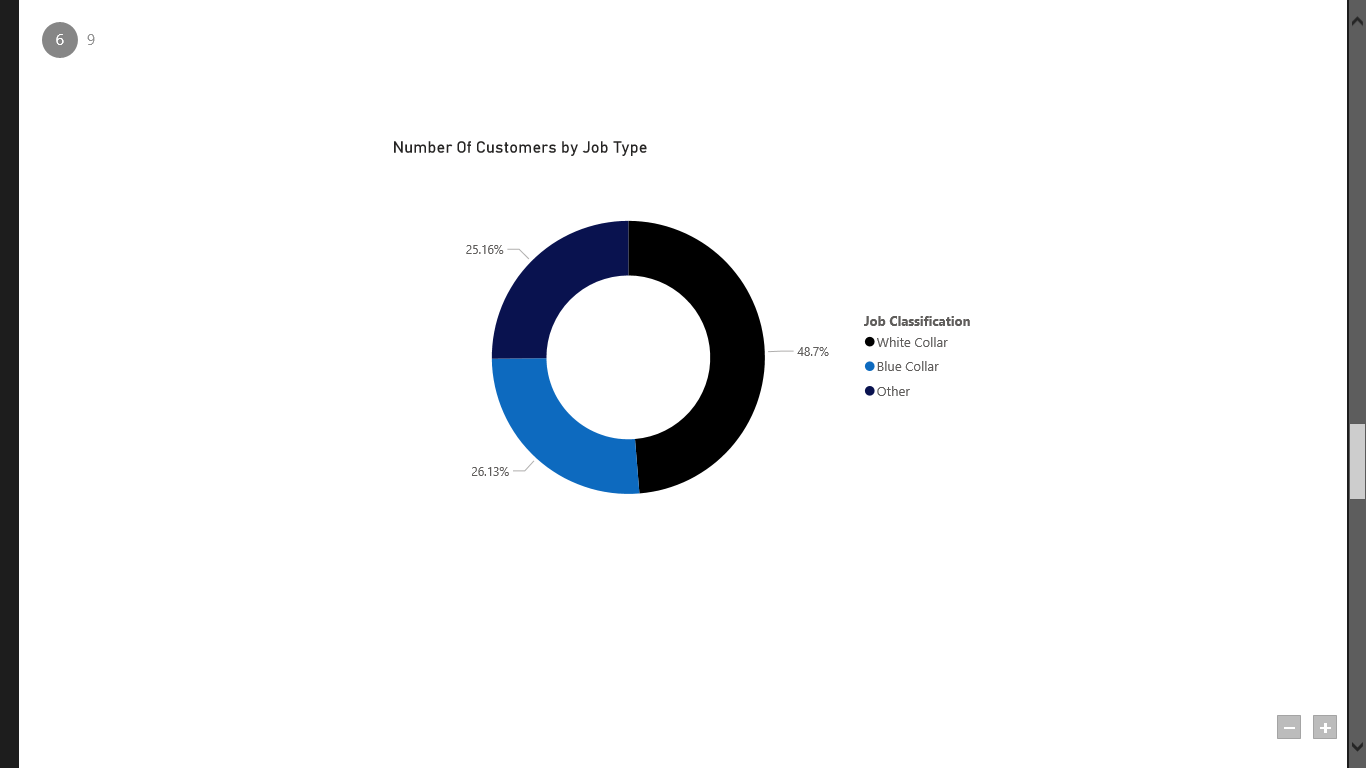 6 9
Number Of Customers by Job Type
25.16%
48.7%
26.13%
Job Classification
White Collar
Blue Collar
Other